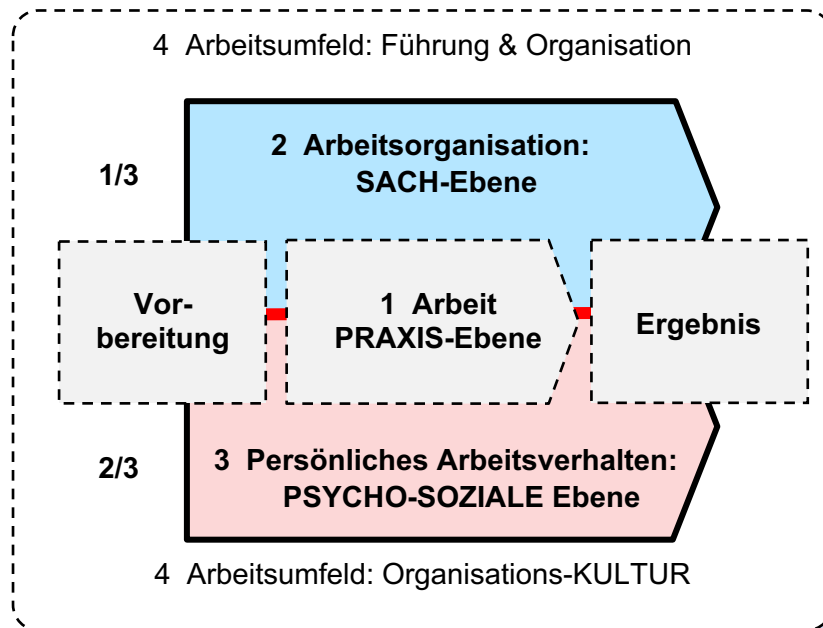 4 Arbeitsumfeld: Führung & Organisation
2 Arbeitsorganisation:
SACH-Ebene
1/3
Vor-
bereitung
1 Arbeit
PRAXIS-Ebene
Ergebnis
2/3
3 Persönliches Arbeitsverhalten:
PSYCHO-SOZIALE Ebene
4 Arbeitsumfeld: Organisations-KULTUR